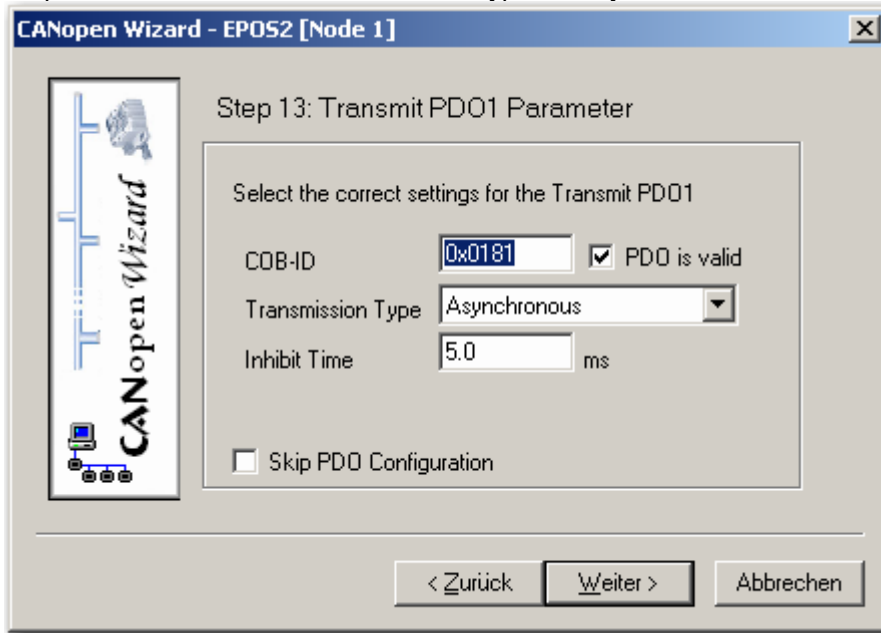 CANopen Wizard - EPOS2 [Node 1]
CANopen Wizard
Step 13: Transmit PDO1 Parameter
Select the correct settings for the Transmit PDO1
COB-ID 0x0181 PDO is valid
Transmission Type Asynchronous
Inhibit Time 5.0 ms
Skip PDO Configuration
< Zurück Weiter > Abbrechen